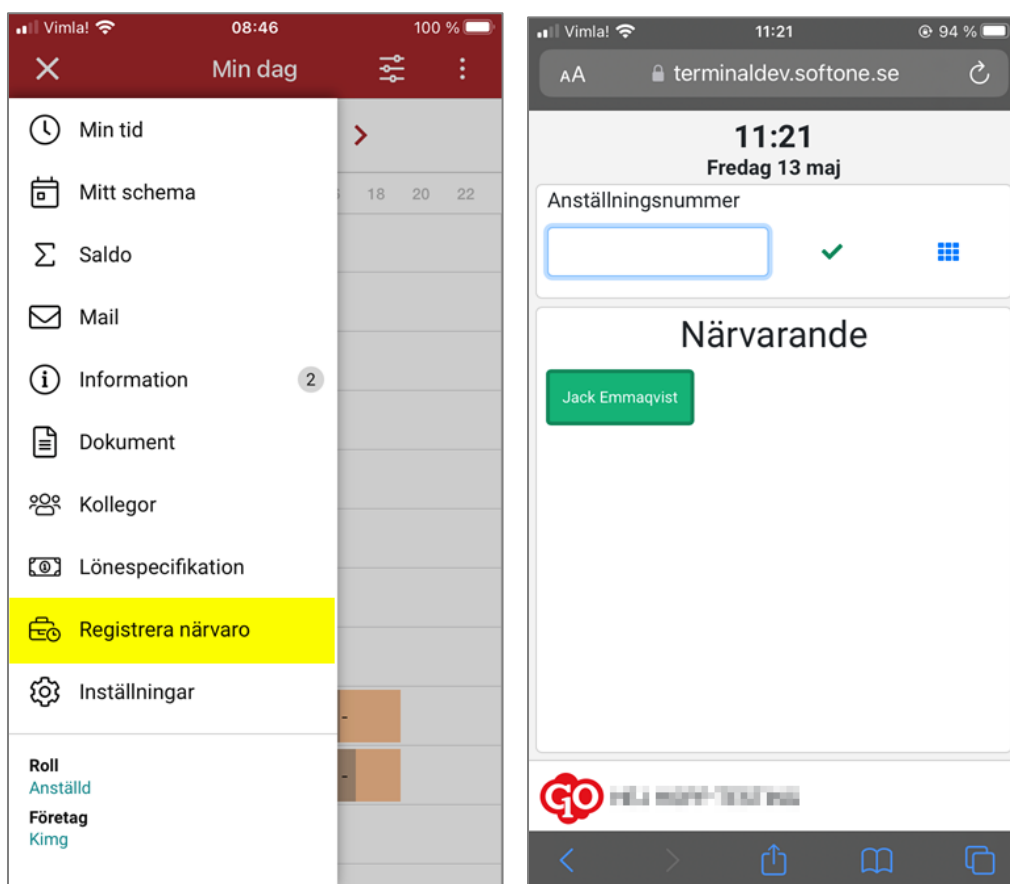 Vimla!
08:46
100 %
Min dag
Min tid
Mitt schema
18 20 22
Saldo
Mail
Information 2
Dokument
Kollegor
Lönespecifikation
Registrera närvaro
Inställningar
-
-
Roll
Anställd
Företag
Kimg
Vimla!
11:21
94 %
AA
terminaldev.softone.se
11:21
Fredag 13 maj
Anställningsnummer
Närvarande
Jack Emmaqvist
GO